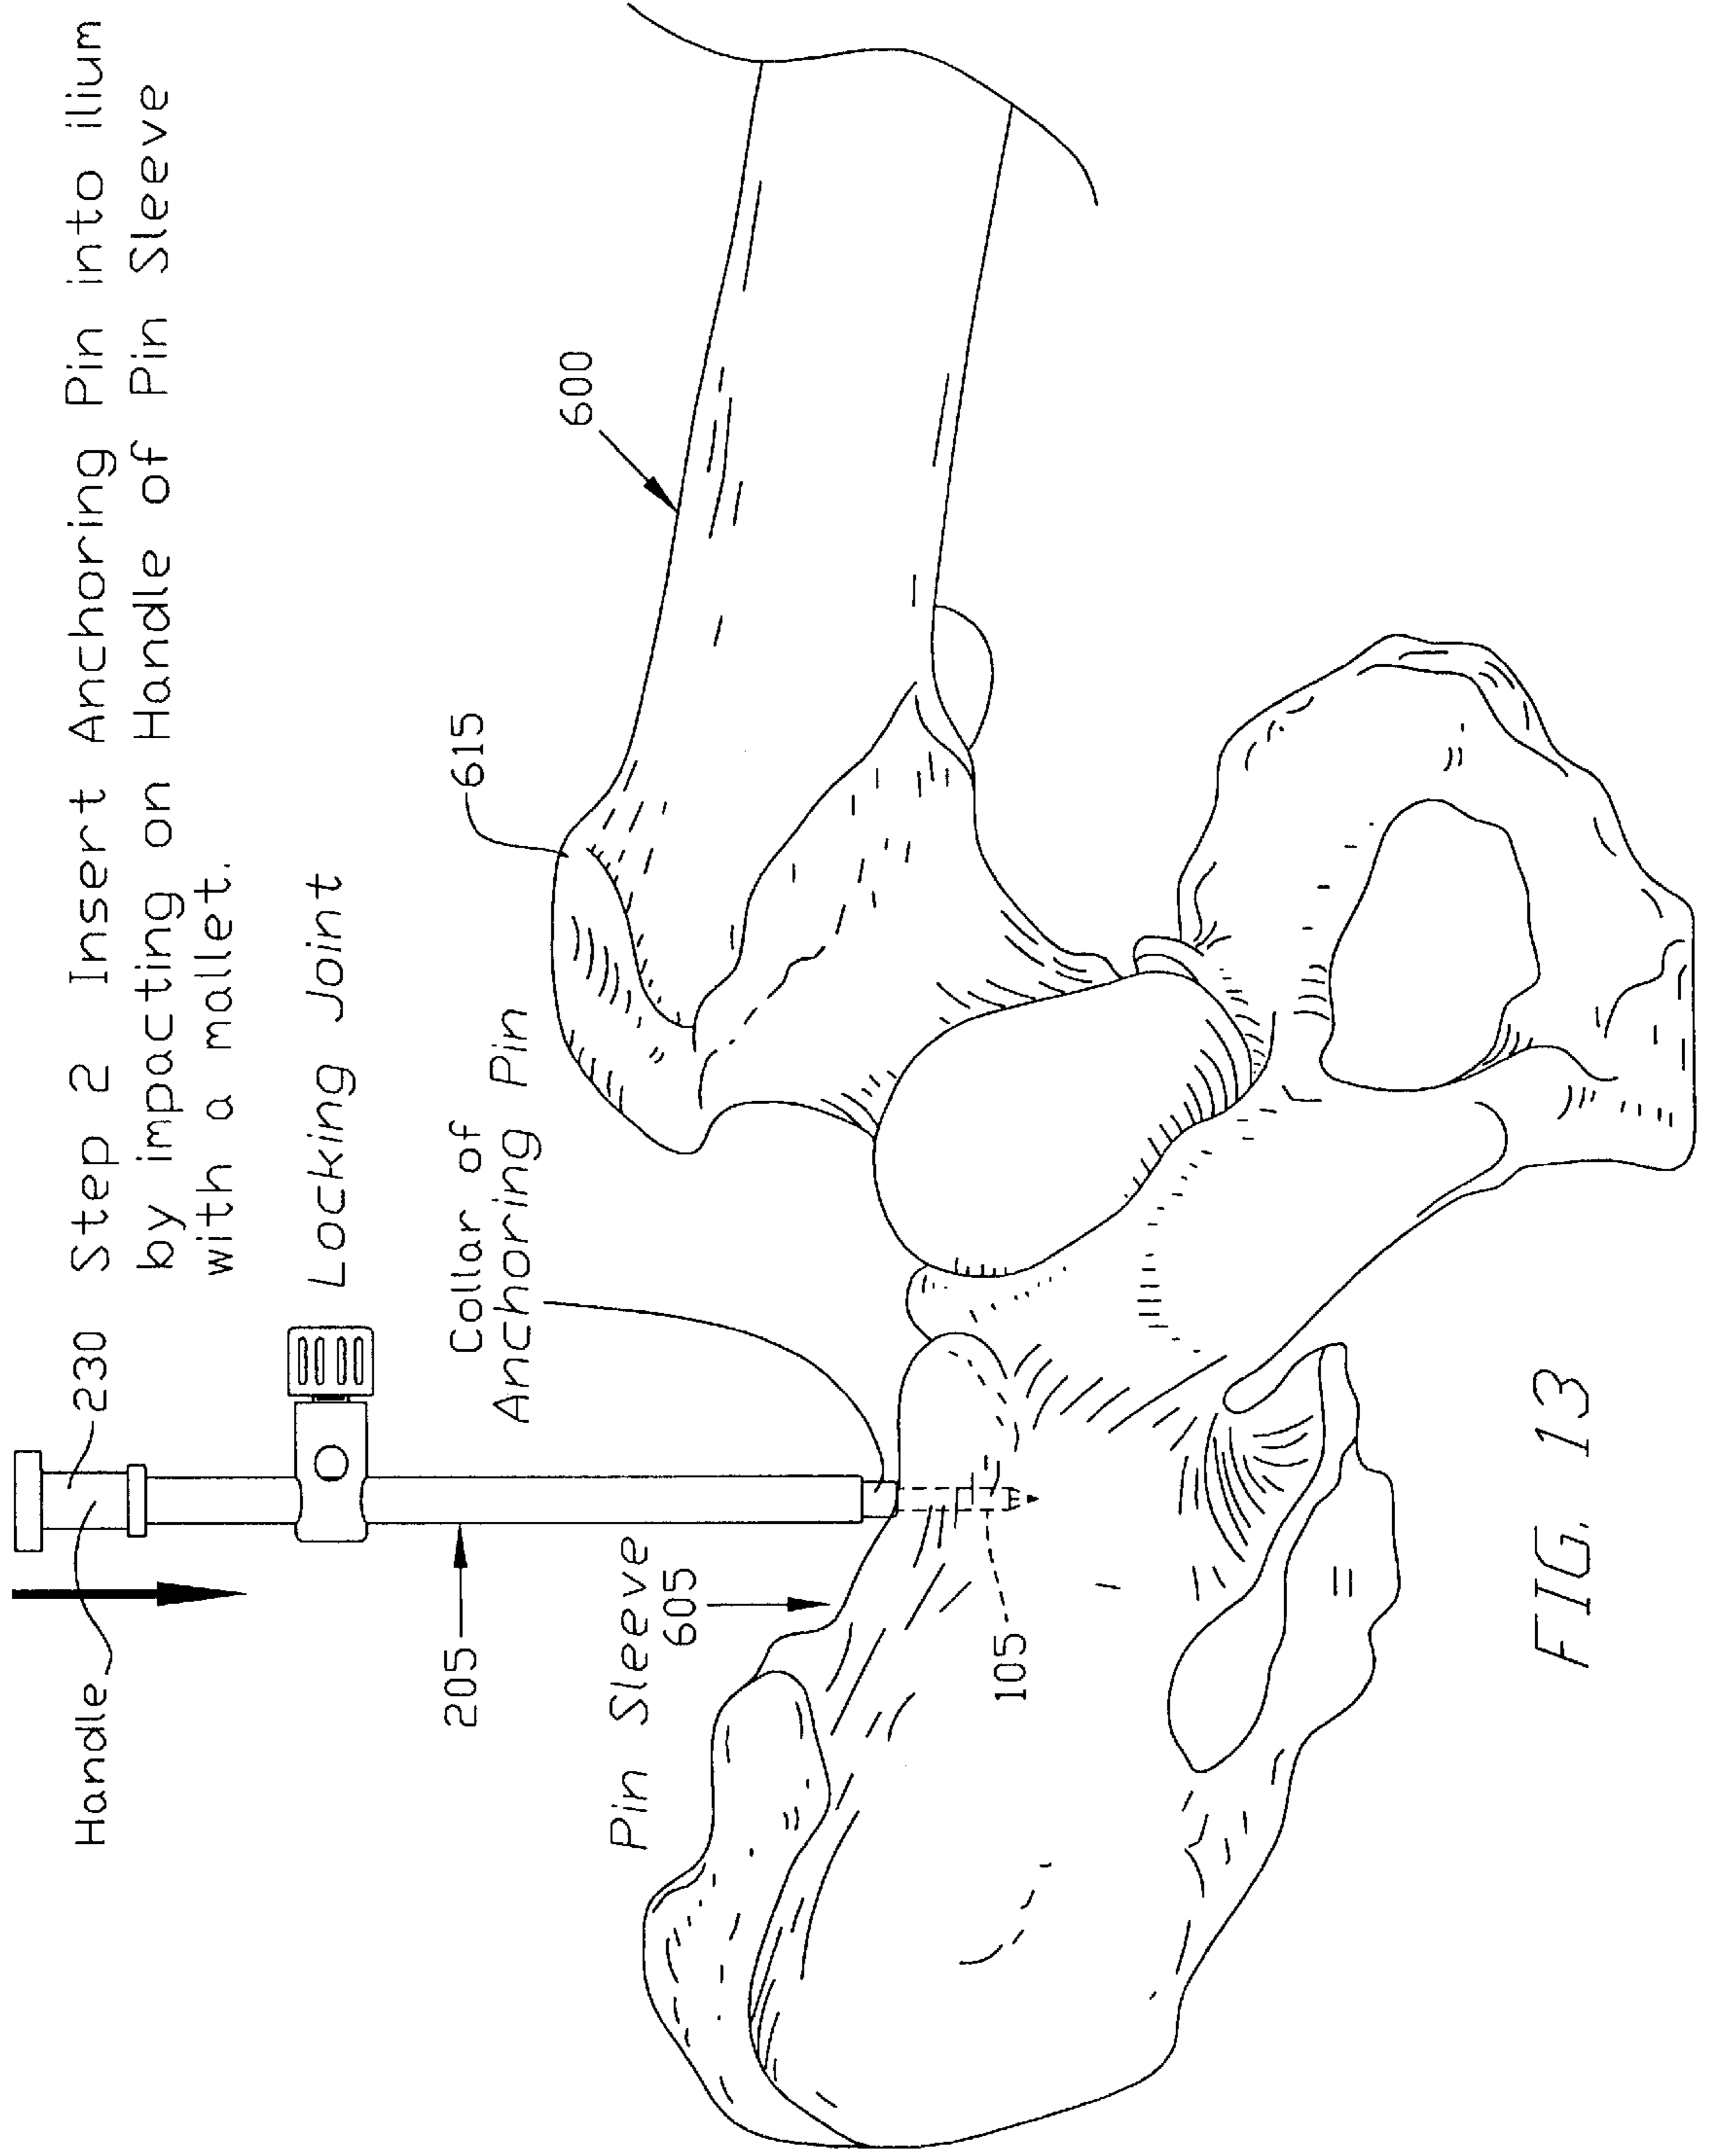 230 Step 2 Insert Anchoring Pin into ilium
by impacting on Handle of Pin Sleeve
with a mallet.
Handle
Locking Joint
205
Collar of
Anchoring Pin
615
600
Pin Sleeve
605
105
FIG. 13